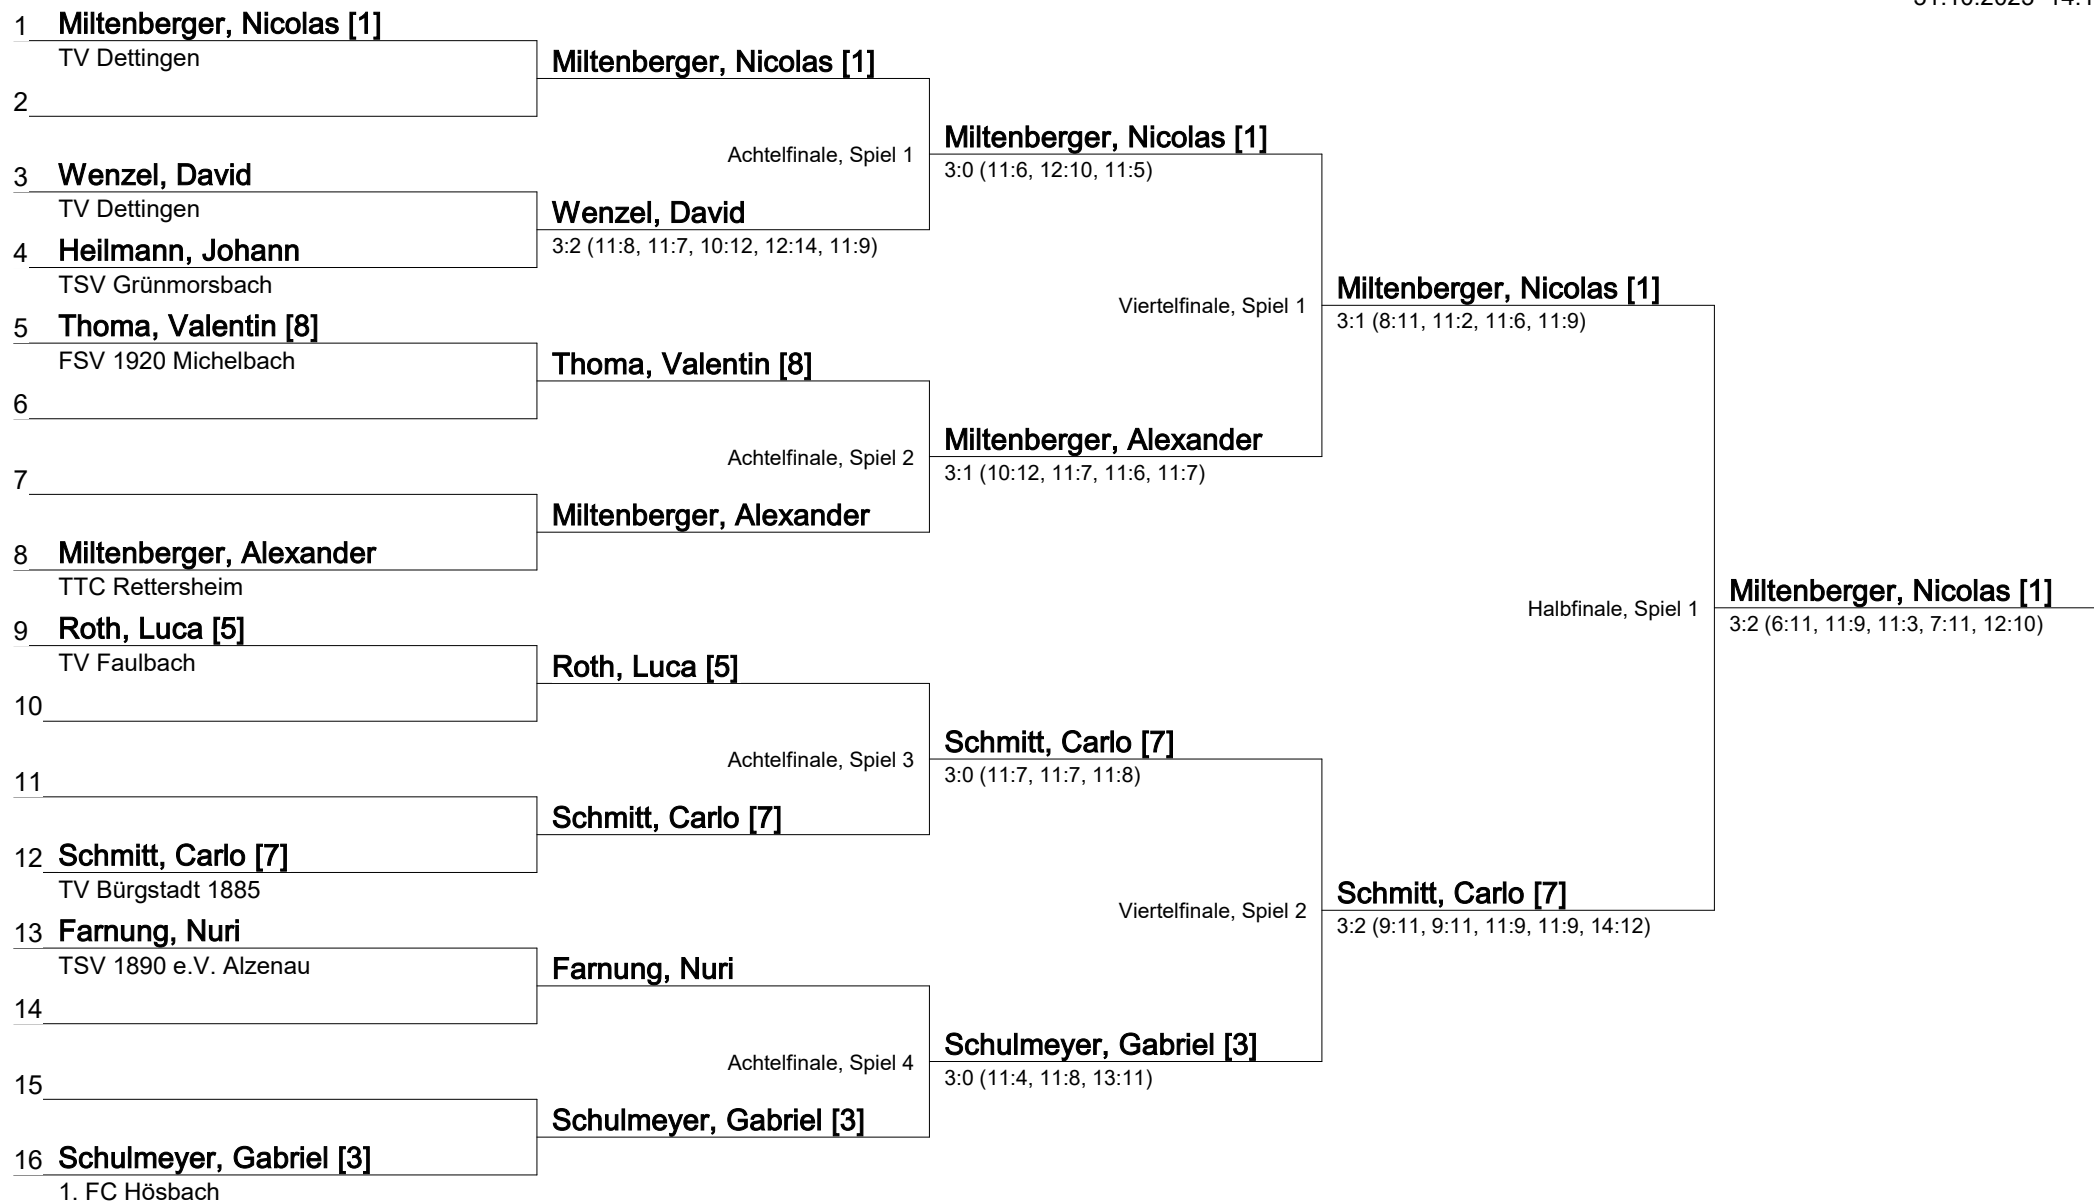 1 Miltenberger, Nicolas [1]
TV Dettingen
Miltenberger, Nicolas [1]
2
Achtelfinale, Spiel 1
Miltenberger, Nicolas [1]
3:0 (11:6, 12:10, 11:5)
3 Wenzel, David
TV Dettingen
Wenzel, David
3:2 (11:8, 11:7, 10:12, 12:14, 11:9)
4 Heilmann, Johann
TSV Grünmorsbach
Viertelfinale, Spiel 1
Miltenberger, Nicolas [1]
3:1 (8:11, 11:2, 11:6, 11:9)
5 Thoma, Valentin [8]
FSV 1920 Michelbach
Thoma, Valentin [8]
6
Achtelfinale, Spiel 2
Miltenberger, Alexander
3:1 (10:12, 11:7, 11:6, 11:7)
7
Miltenberger, Alexander
8 Miltenberger, Alexander
TTC Rettersheim
Halbfinale, Spiel 1
Miltenberger, Nicolas [1]
3:2 (6:11, 11:9, 11:3, 7:11, 12:10)
9 Roth, Luca [5]
TV Faulbach
Roth, Luca [5]
10
Achtelfinale, Spiel 3
Schmitt, Carlo [7]
3:0 (11:7, 11:7, 11:8)
11
Schmitt, Carlo [7]
12 Schmitt, Carlo [7]
TV Bürgstadt 1885
Viertelfinale, Spiel 2
Schmitt, Carlo [7]
3:2 (9:11, 9:11, 11:9, 11:9, 14:12)
13 Farnung, Nuri
TSV 1890 e.V. Alzenau
Farnung, Nuri
14
Achtelfinale, Spiel 4
Schulmeyer, Gabriel [3]
3:0 (11:4, 11:8, 13:11)
15
Schulmeyer, Gabriel [3]
16 Schulmeyer, Gabriel [3]
1. FC Hösbach